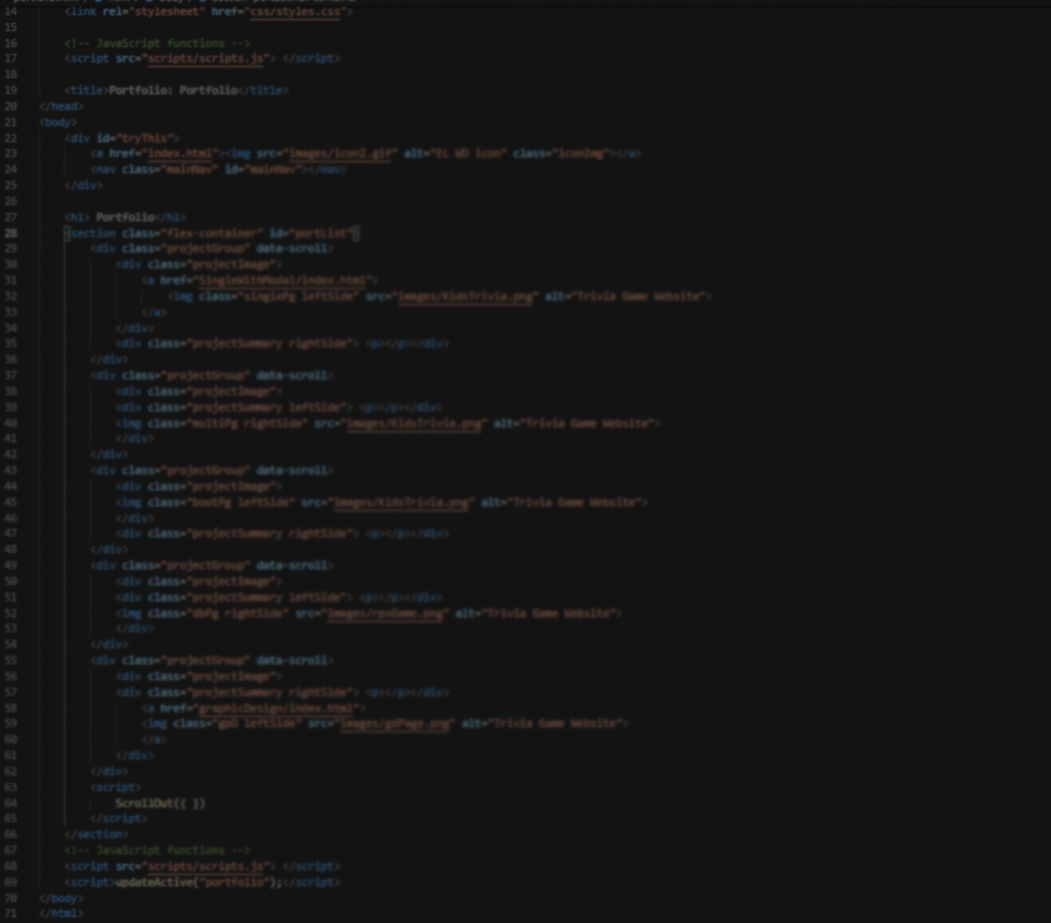 14 <link rel="stylesheet" href="css/styles.css">
15
16 <!-- JavaScript functions -->
17 <script src="scripts/scripts.js"> </script>
18
19 <title>Portfolio: Portfolio</title>
20 </head>
21 <body>
22 <div id="tryThis">
23 <a href="index.html"><img src="images/icon2.gif" alt="EL WD icon" class="iconImg"></a>
24 <nav class="mainNav" id="mainNav"></nav>
25 </div>
26
27 <h1> Portfolio</h1>
28 <section class="flex-container" id="portList">
29 <div class="projectGroup" data-scroll>
30 <div class="projectImage">
31 <a href="SingleWithModal/index.html">
32 <img class="singlePg leftSide" src="images/KidsTrivia.png" alt="Trivia Game Website">
33 </a>
34 </div>
35 <div class="projectSummary rightSide"> <p></p></div>
36 </div>
37 <div class="projectGroup" data-scroll>
38 <div class="projectImage">
39 <div class="projectSummary leftSide"> <p></p></div>
40 <img class="multiPg rightSide" src="images/KidsTrivia.png" alt="Trivia Game Website">
41 </div>
42 </div>
43 <div class="projectGroup" data-scroll>
44 <div class="projectImage">
45 <img class="bootPg leftSide" src="images/KidsTrivia.png" alt="Trivia Game Website">
46 </div>
47 <div class="projectSummary rightSide"> <p></p></div>
48 </div>
49 <div class="projectGroup" data-scroll>
50 <div class="projectImage">
51 <div class="projectSummary leftSide"> <p></p></div>
52 <img class="dbPg rightSide" src="images/rpsGame.png" alt="Trivia Game Website">
53 </div>
54 </div>
55 <div class="projectGroup" data-scroll>
56 <div class="projectImage">
57 <div class="projectSummary rightSide"> <p></p></div>
58 <a href="graphicDesign/index.html">
59 <img class="gpD leftSide" src="images/gdPage.png" alt="Trivia Game Website">
60 </a>
61 </div>
62 </div>
63 <script>
64 ScrollOut({ })
65 </script>
66 </section>
67 <!-- JavaScript functions -->
68 <script src="scripts/scripts.js"> </script>
69 <script>updateActive("portfolio");</script>
70 </body>
71 </html>